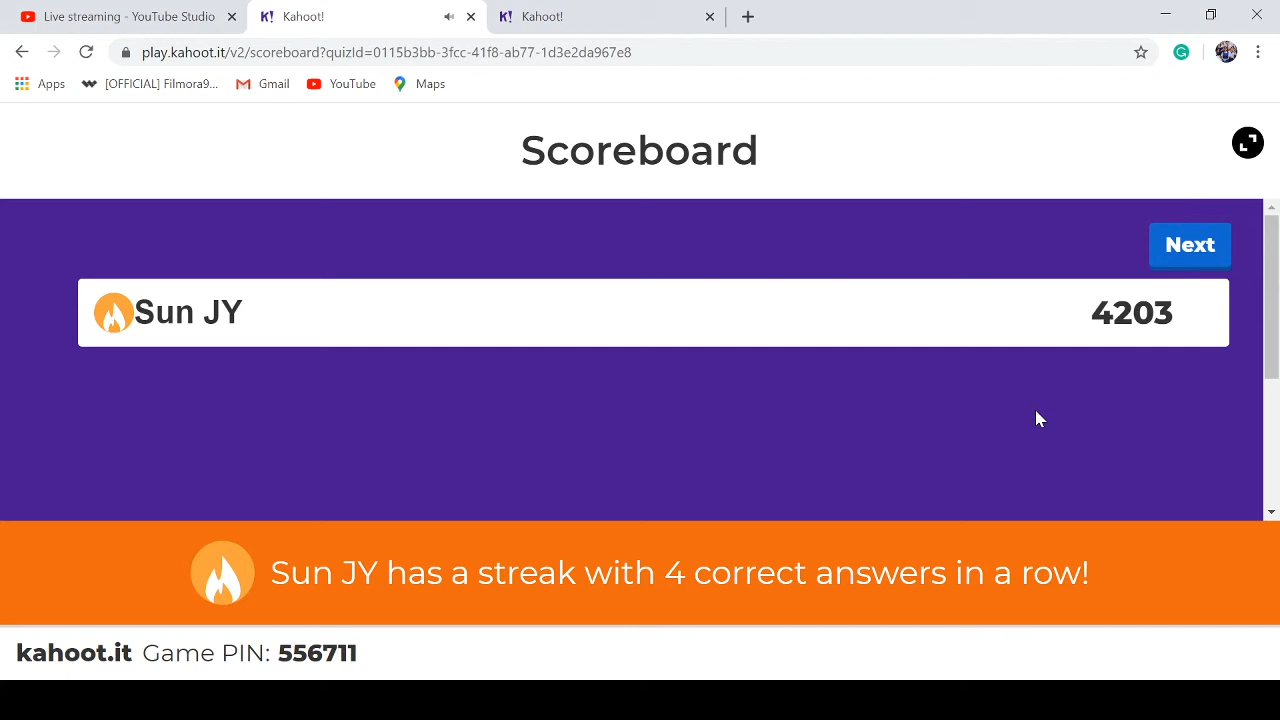 Live streaming - YouTube Studio
K! Kahoot!
K! Kahoot!
play.kahoot.it/v2/scoreboard?quizId=0115b3bb-3fcc-41f8-ab77-1d3e2da967e8
Apps [OFFICIAL] Filmora9... Gmail YouTube Maps
Scoreboard
Next
Sun JY 4203
Sun JY has a streak with 4 correct answers in a row!
kahoot.it Game PIN: 556711